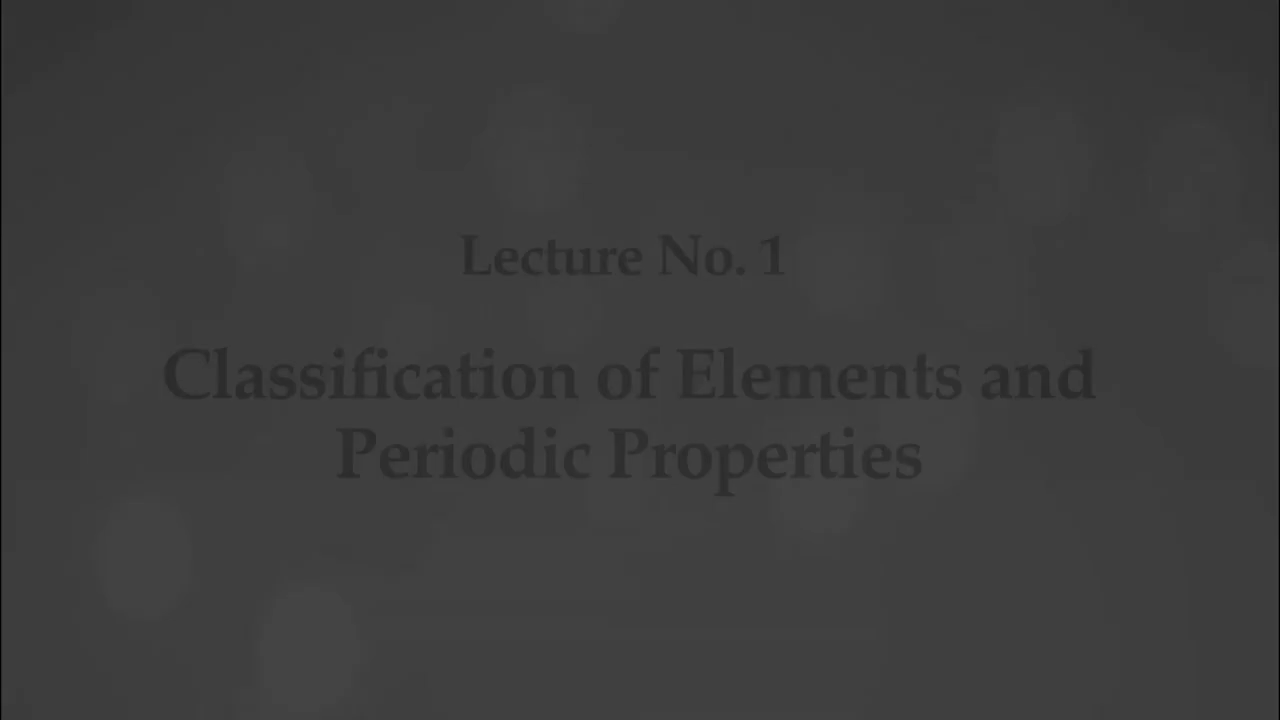 Lecture No. 1
Classification of Elements and
Periodic Properties